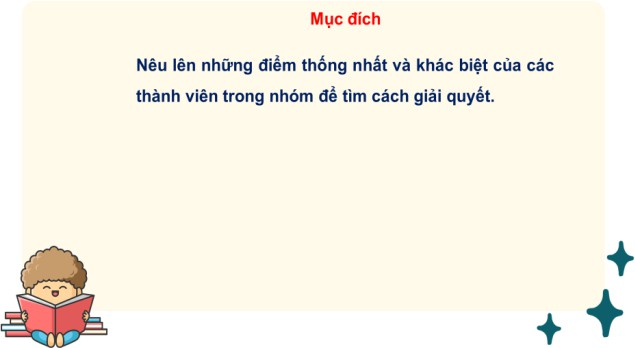 Mục đích
Nêu lên những điểm thống nhất và khác biệt của các
thành viên trong nhóm để tìm cách giải quyết.